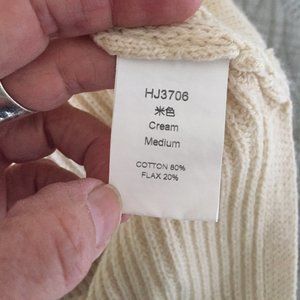 HJ3706
米色
Cream
Medium
COTTON 80%
FLAX 20%